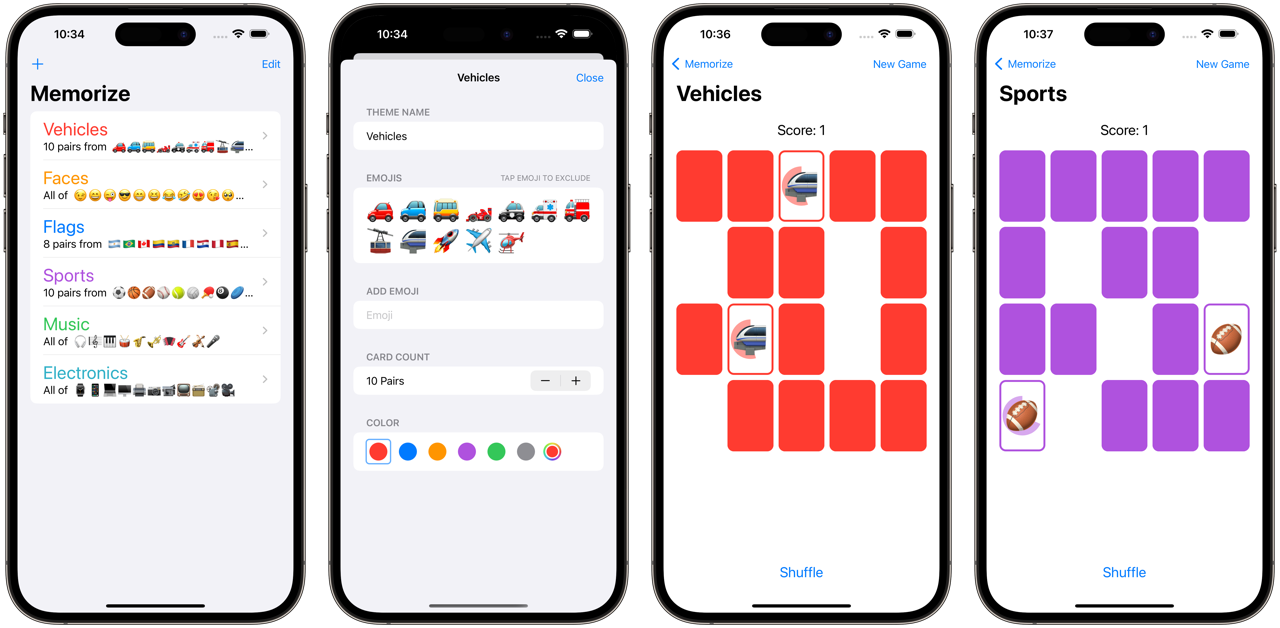 10:34
Edit
Memorize
Vehicles
10 pairs from ...
Faces
All of ...
Flags
8 pairs from ...
Sports
10 pairs from ...
Music
All of
Electronics
All of
10:34
Vehicles
Close
THEME NAME
Vehicles
EMOJIS
TAP EMOJI TO EXCLUDE
ADD EMOJI
Emoji
CARD COUNT
10 Pairs
COLOR
10:36
Memorize
New Game
Vehicles
Score: 1
Shuffle
10:37
Memorize
New Game
Sports
Score: 1
Shuffle